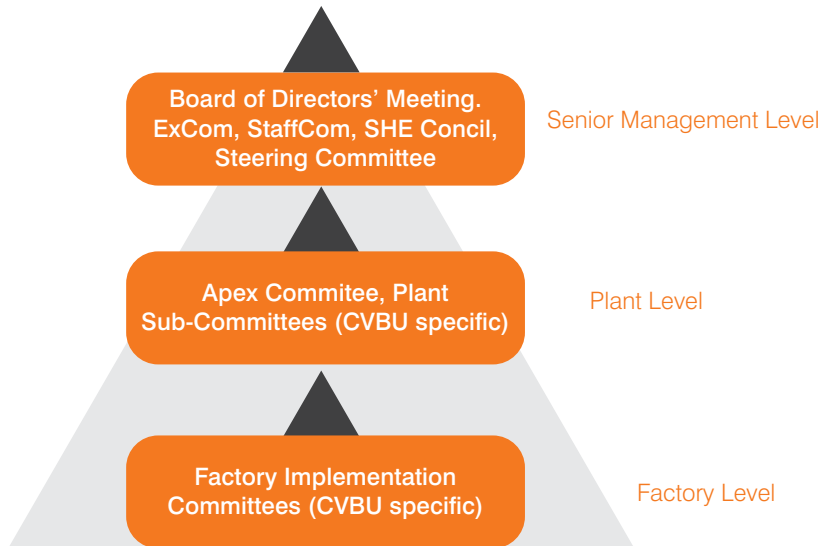 Board of Directors' Meeting.
ExCom, StaffCom, SHE Concil,
Steering Committee
Senior Management Level
Apex Commitee, Plant
Sub-Committees (CVBU specific)
Plant Level
Factory Implementation
Committees (CVBU specific)
Factory Level